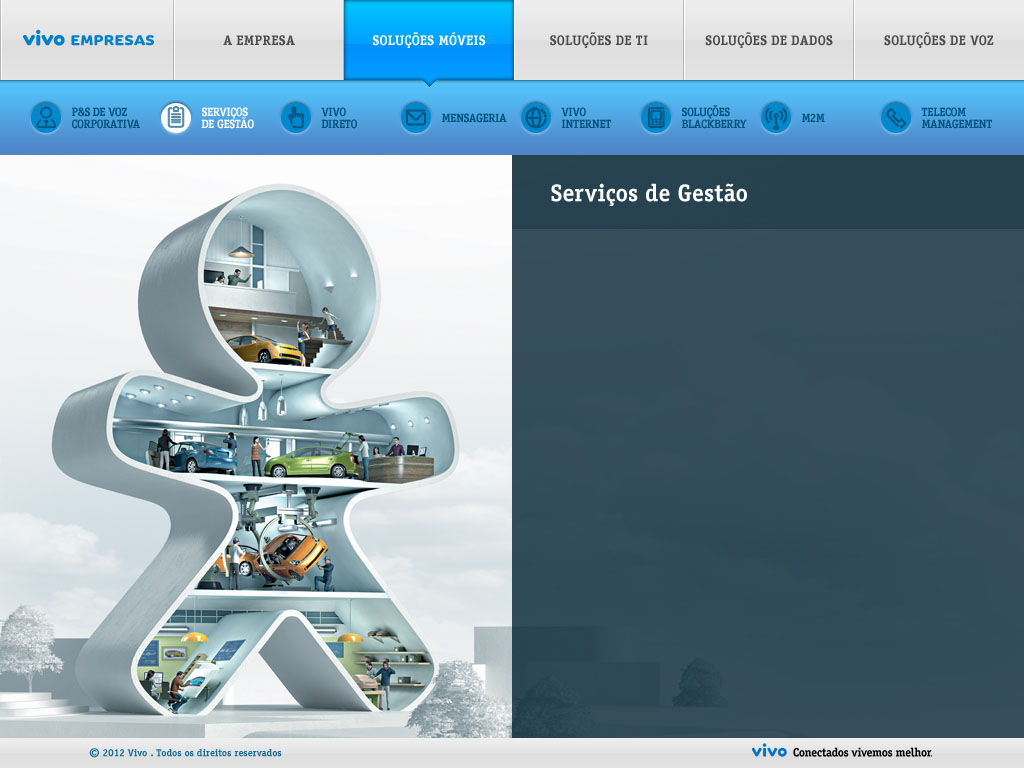 vivo EMPRESAS
A EMPRESA
SOLUÇÕES MÓVEIS
SOLUÇÕES DE TI
SOLUÇÕES DE DADOS
SOLUÇÕES DE VOZ
P&S DE VOZ
CORPORATIVA
SERVIÇOS
DE GESTÃO
VIVO
DIRETO
MENSAGERIA
VIVO
INTERNET
SOLUÇÕES
BLACKBERRY
M2M
TELECOM
MANAGEMENT
Serviços de Gestão
© 2012 Vivo . Todos os direitos reservados
vivo Conectados vivemos melhor.